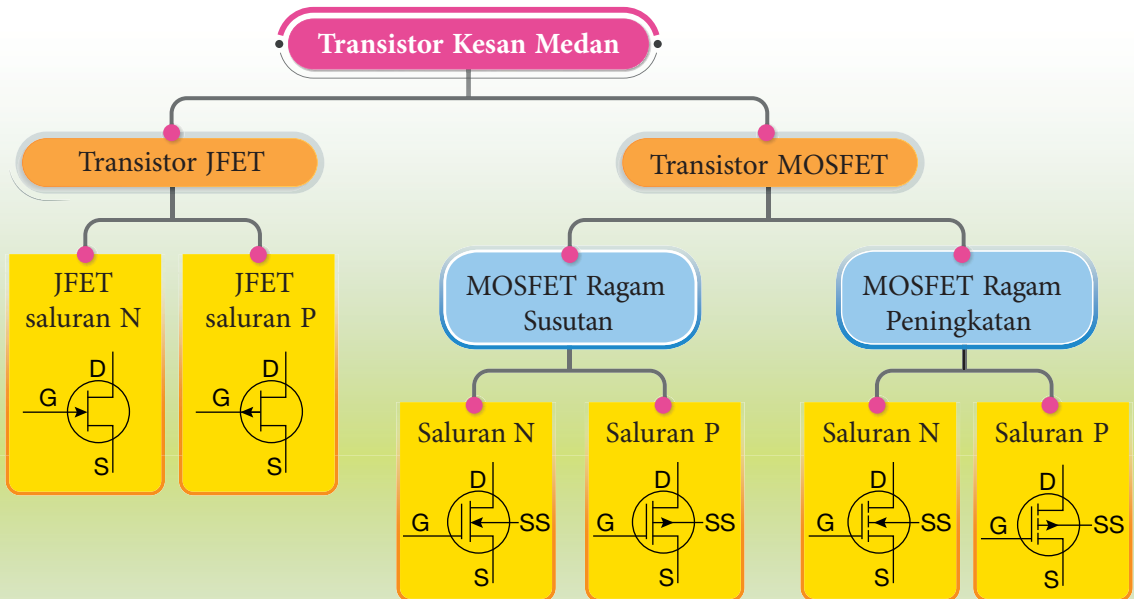 Transistor Kesan Medan
Transistor JFET
Transistor MOSFET
JFET
saluran N
D
G
S
JFET
saluran P
D
G
S
MOSFET Ragam
Susutan
MOSFET Ragam
Peningkatan
Saluran N
D
G
SS
S
Saluran P
D
G
SS
S
Saluran N
D
G
SS
S
Saluran P
D
G
SS
S